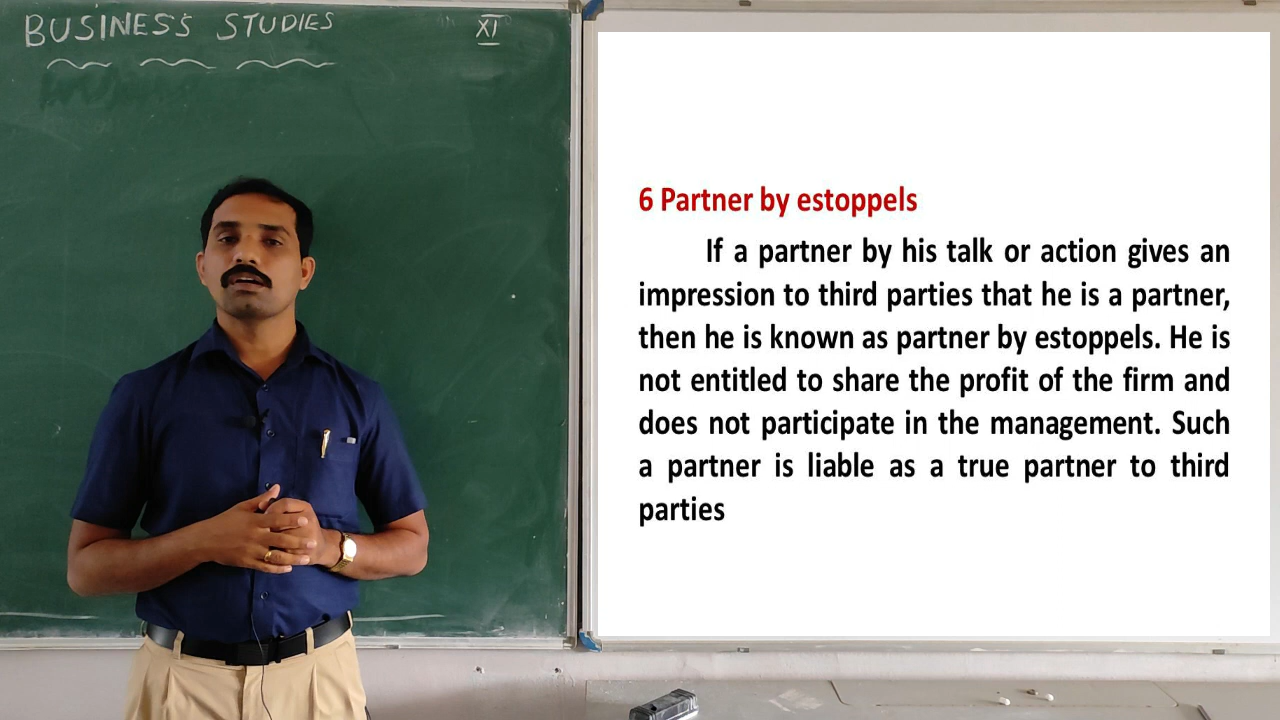 BUSINESS STUDIES
XI
6 Partner by estoppels
If a partner by his talk or action gives an
impression to third parties that he is a partner,
then he is known as partner by estoppels. He is
not entitled to share the profit of the firm and
does not participate in the management. Such
a partner is liable as a true partner to third
parties